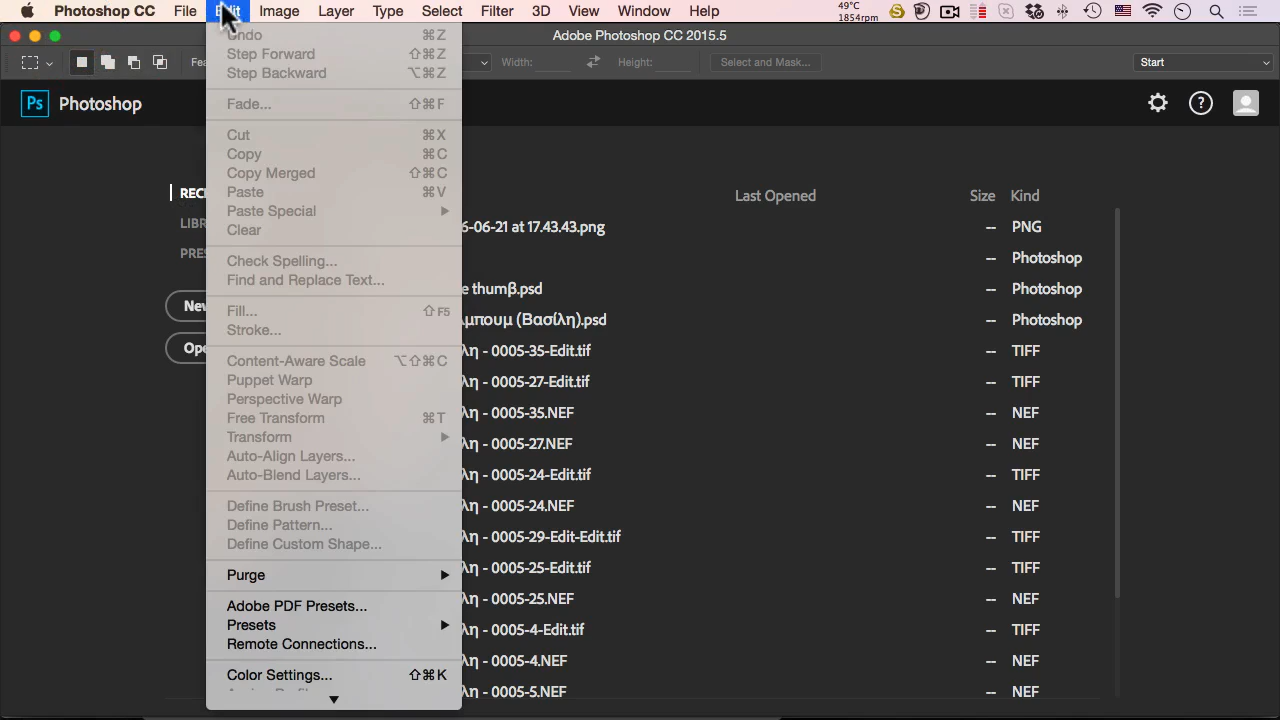 Photoshop CC File Edit Image Layer Type Select Filter 3D View Window Help 49°C 1854rpm
Adobe Photoshop CC 2015.5
Fea Width: Height: Select and Mask... Start
Ps Photoshop
Undo ⌘Z
Step Forward ⇧⌘Z
Step Backward ⌥⌘Z
Fade... ⇧⌘F
Cut ⌘X
Copy ⌘C
Copy Merged ⇧⌘C
Paste ⌘V
Paste Special
Clear
Check Spelling...
Find and Replace Text...
Fill... ⇧F5
Stroke...
Content-Aware Scale ⌥⇧⌘C
Puppet Warp
Perspective Warp
Free Transform ⌘T
Transform
Auto-Align Layers...
Auto-Blend Layers...
Define Brush Preset...
Define Pattern...
Define Custom Shape...
Purge
Adobe PDF Presets...
Presets
Remote Connections...
Color Settings... ⇧⌘K
REC
LIBR
PRES
New
Ope
Last Opened Size Kind
6-06-21 at 17.43.43.png -- PNG
-- Photoshop
e thumβ.psd -- Photoshop
λμπουμ (Βασίλη).psd -- Photoshop
λη - 0005-35-Edit.tif -- TIFF
λη - 0005-27-Edit.tif -- TIFF
λη - 0005-35.NEF -- NEF
λη - 0005-27.NEF -- NEF
λη - 0005-24-Edit.tif -- TIFF
λη - 0005-24.NEF -- NEF
λη - 0005-29-Edit-Edit.tif -- TIFF
λη - 0005-25-Edit.tif -- TIFF
λη - 0005-25.NEF -- NEF
λη - 0005-4-Edit.tif -- TIFF
λη - 0005-4.NEF -- NEF
λη - 0005-5.NEF -- NEF